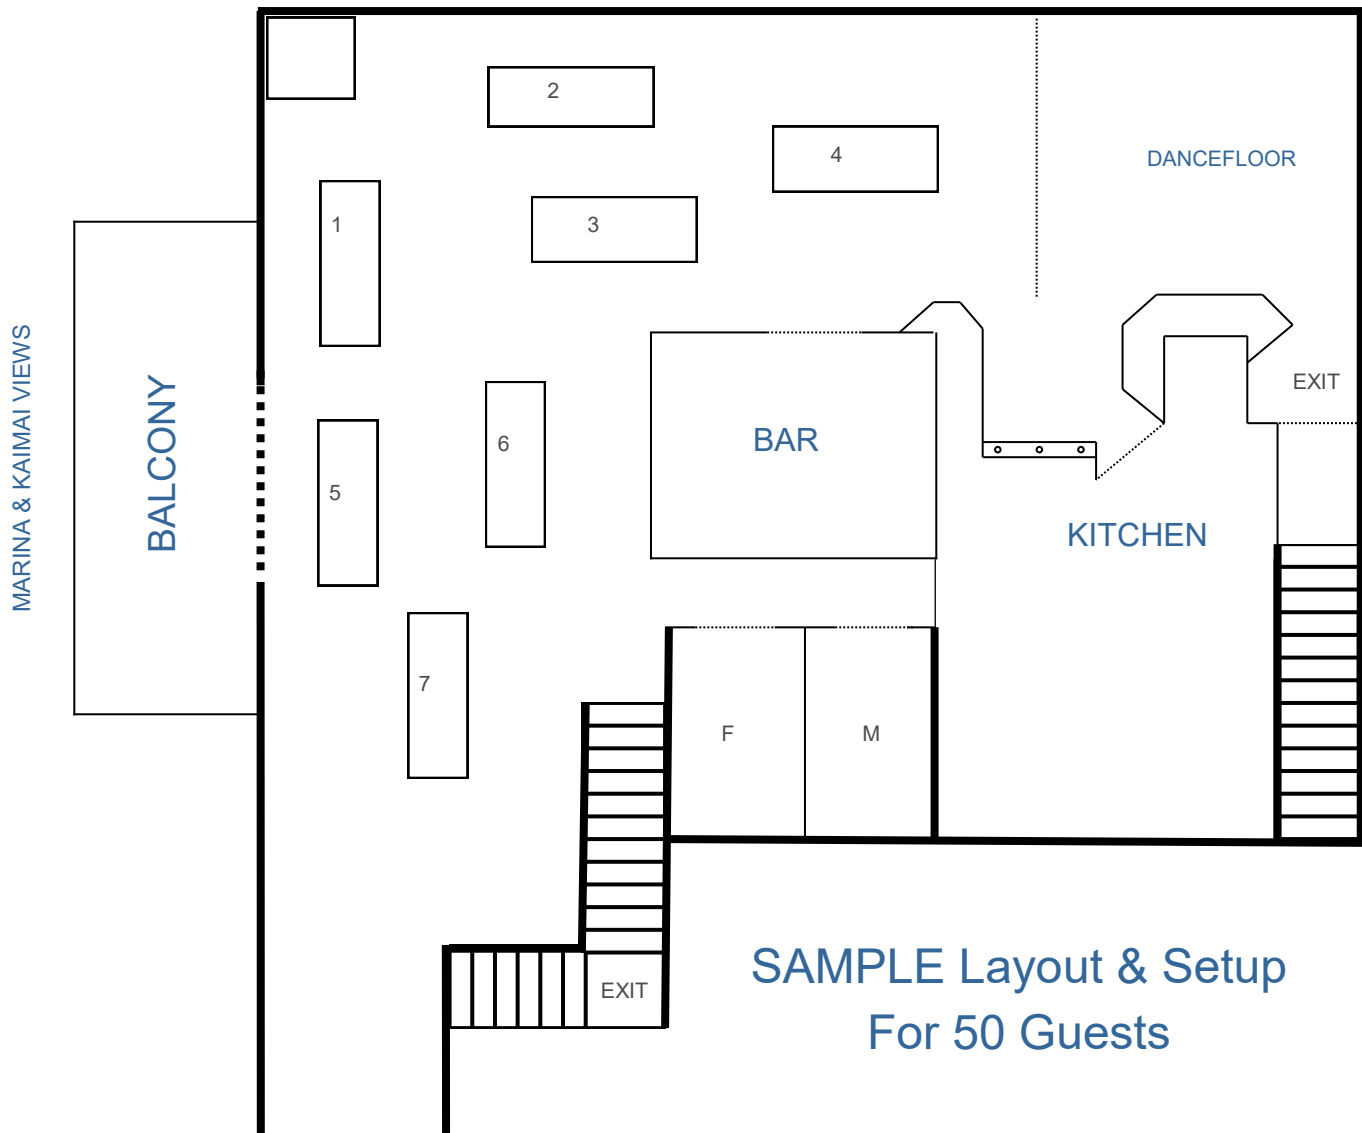 2
4
DANCEFLOOR
1
3
MARINA & KAIMAI VIEWS
BALCONY
EXIT
6
BAR
5
KITCHEN
7
F
M
SAMPLE Layout & Setup
For 50 Guests
EXIT